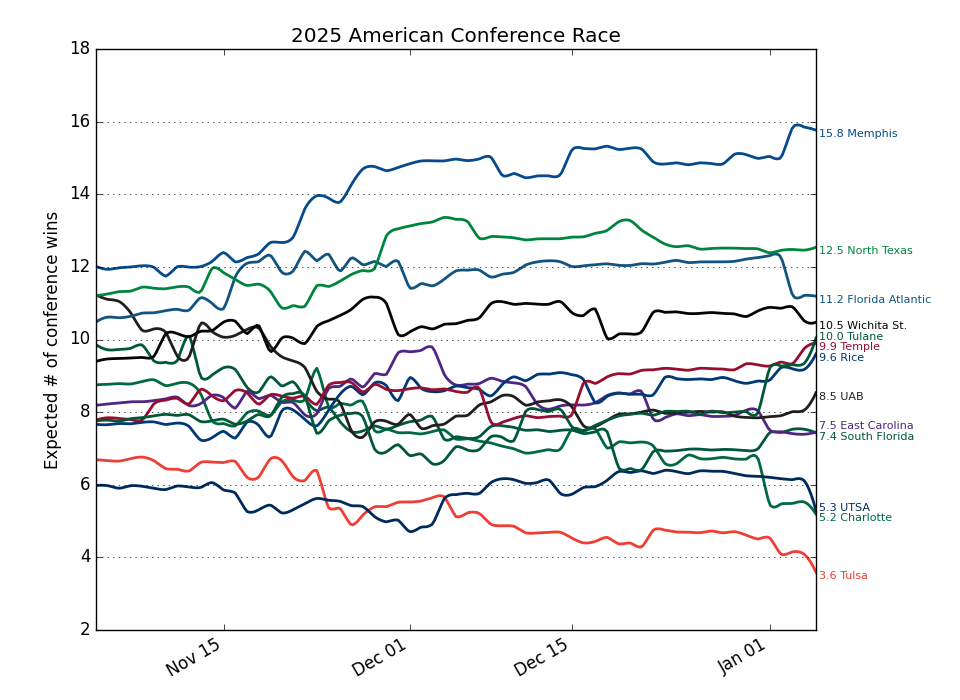 2025 American Conference Race
Expected # of conference wins
18
16
14
12
10
8
6
4
2
15.8 Memphis
12.5 North Texas
11.2 Florida Atlantic
10.5 Wichita St.
10.0 Tulane
9.9 Temple
9.6 Rice
8.5 UAB
7.5 East Carolina
7.4 South Florida
5.3 UTSA
5.2 Charlotte
3.6 Tulsa
Nov 15
Dec 01
Dec 15
Jan 01